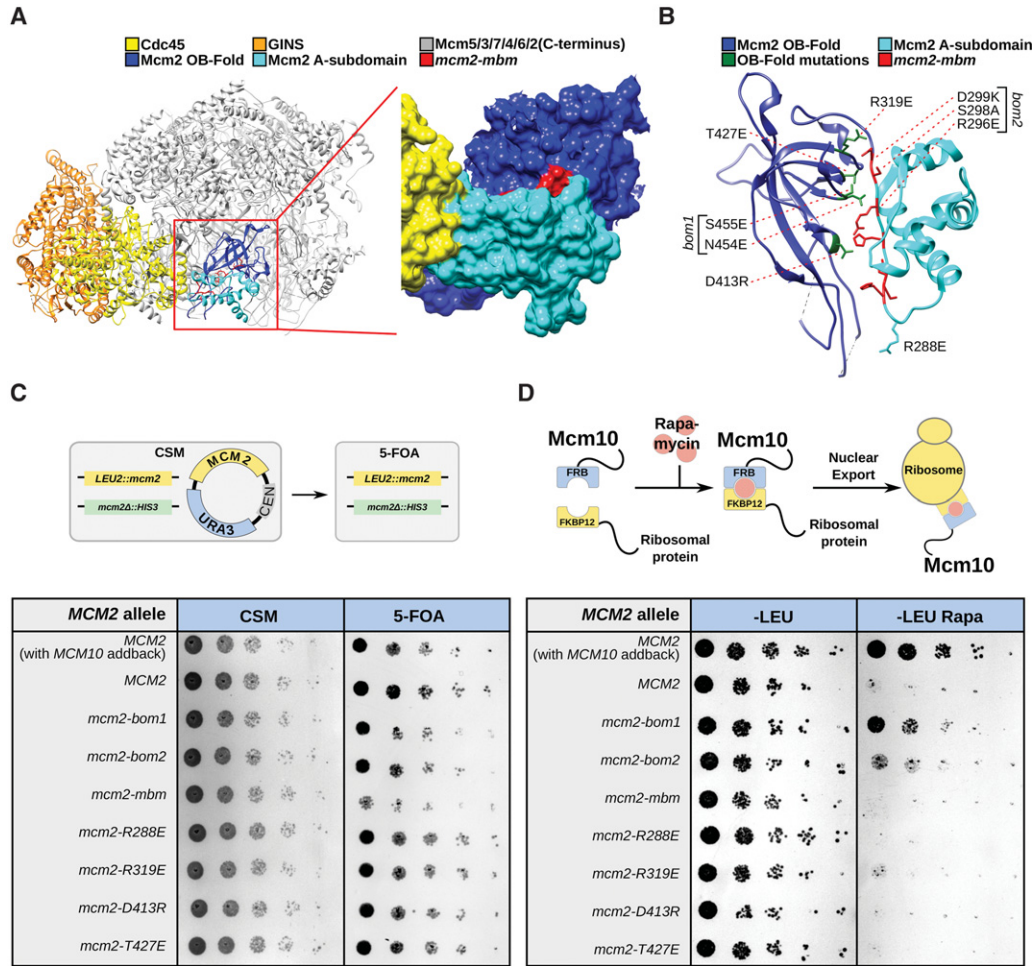 A
Cdc45
GINS
Mcm5/3/7/4/6/2(C-terminus)
Mcm2 OB-Fold
Mcm2 A-subdomain
mcm2-mbm
B
Mcm2 OB-Fold
Mcm2 A-subdomain
OB-Fold mutations
mcm2-mbm
R319E
D299K
S298A
R296E
bom2
T427E
bom1
S455E
N454E
D413R
R288E
C
CSM
5-FOA
LEU2::mcm2
mcm2Δ::HIS3
MCM2
URA3
CEN
LEU2::mcm2
mcm2Δ::HIS3
MCM2 allele
CSM
5-FOA
MCM2
(with MCM10 addback)
MCM2
mcm2-bom1
mcm2-bom2
mcm2-mbm
mcm2-R288E
mcm2-R319E
mcm2-D413R
mcm2-T427E
D
Mcm10
FRB
FKBP12
Ribosomal
protein
Rapa-
mycin
Mcm10
FRB
FKBP12
Ribosomal
protein
Nuclear
Export
Ribosome
Mcm10
MCM2 allele
-LEU
-LEU Rapa
MCM2
(with MCM10 addback)
MCM2
mcm2-bom1
mcm2-bom2
mcm2-mbm
mcm2-R288E
mcm2-R319E
mcm2-D413R
mcm2-T427E